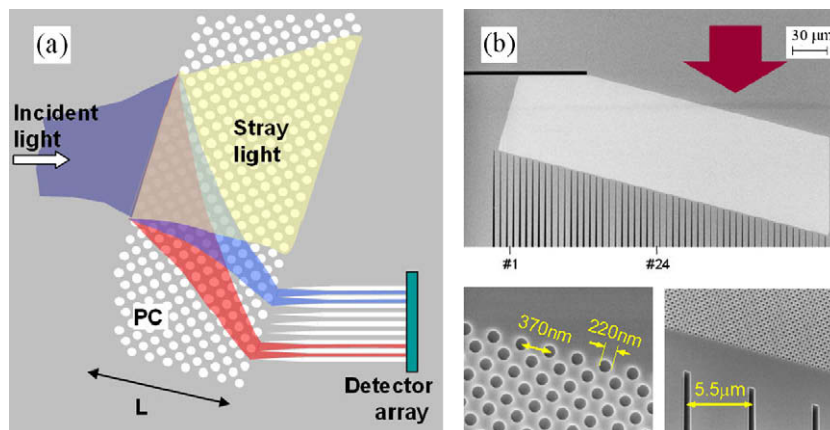 (a)
Incident
light
Stray
light
PC
L
Detector
array
(b)
30 μm
#1
#24
370nm
220nm
5.5μm